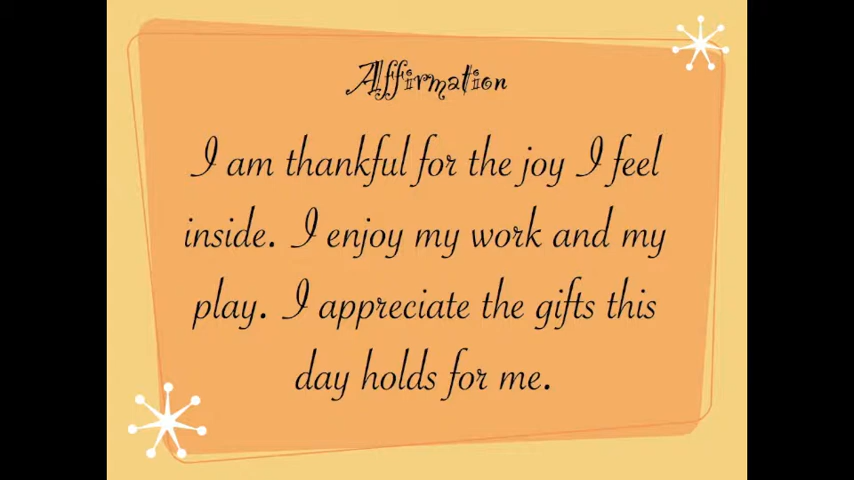 Affirmation
I am thankful for the joy I feel
inside. I enjoy my work and my
play. I appreciate the gifts this
day holds for me.